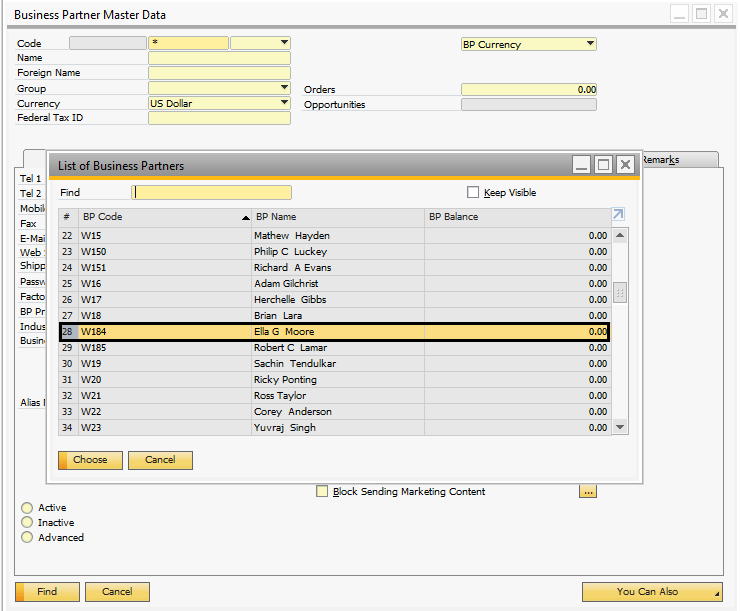 Business Partner Master Data
Code * BP Currency
Name
Foreign Name
Group Orders 0.00
Currency US Dollar Opportunities
Federal Tax ID
List of Business Partners
Remarks
Tel 1
Find Keep Visible
Tel 2
# BP Code BP Name BP Balance
22 W15 Mathew Hayden 0.00
23 W150 Philip C Luckey 0.00
24 W151 Richard A Evans 0.00
25 W16 Adam Gilchrist 0.00
26 W17 Herchelle Gibbs 0.00
27 W18 Brian Lara 0.00
28 W184 Ella G Moore 0.00
29 W185 Robert C Lamar 0.00
30 W19 Sachin Tendulkar 0.00
31 W20 Ricky Ponting 0.00
32 W21 Ross Taylor 0.00
33 W22 Corey Anderson 0.00
34 W23 Yuvraj Singh 0.00
Mobil
Fax
E-Mai
Web
Shipp
Passw
Facto
BP Pr
Indus
Busin
Alias
Choose Cancel
Block Sending Marketing Content ...
Active
Inactive
Advanced
Find Cancel You Can Also